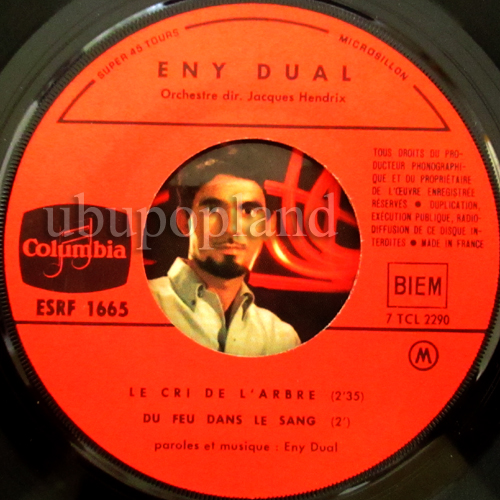 SUPER 45 TOURS
MICROSILLON
ENY DUAL
Orchestre dir. Jacques Hendrix
TOUS DROITS DU PRO-
DUCTEUR PHONOGRAPHI-
QUE ET DU PROPRIÉTAIRE
DE L'ŒUVRE ENREGISTRÉE
RÉSERVÉS • DUPLICATION,
EXÉCUTION PUBLIQUE, RADIO-
DIFFUSION DE CE DISQUE IN-
TERDITES • MADE IN FRANCE
ubupopland
Columbia
ESRF 1665
BIEM
7 TCL 2290
M
LE CRI DE L'ARBRE (2'35)
DU FEU DANS LE SANG (2')
paroles et musique : Eny Dual